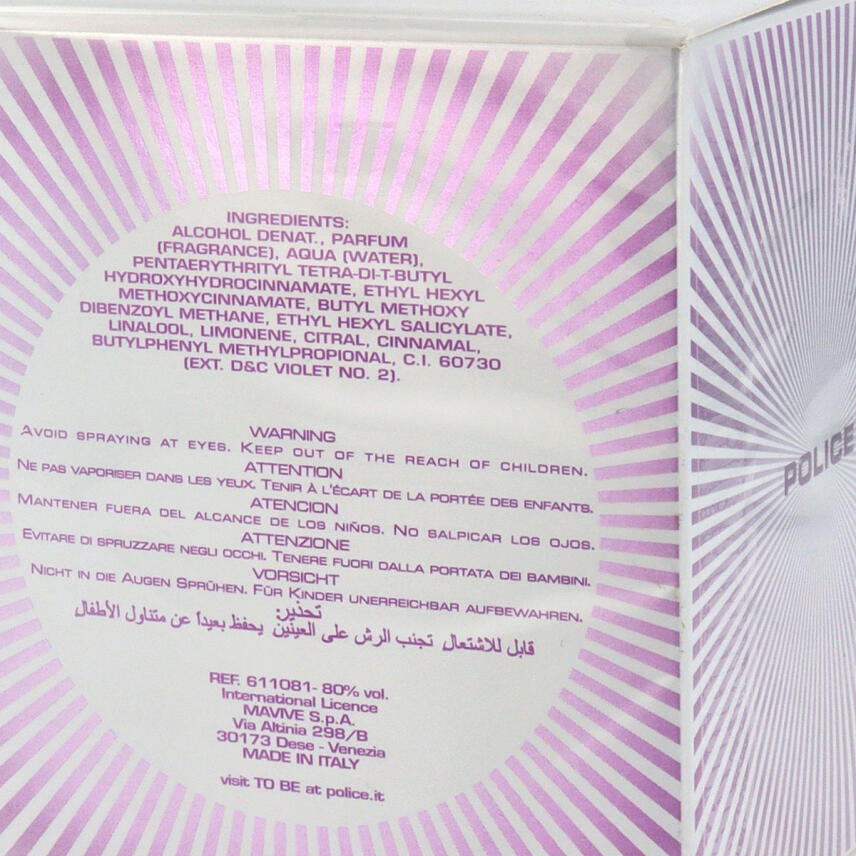 INGREDIENTS:
ALCOHOL DENAT., PARFUM
(FRAGRANCE), AQUA (WATER),
PENTAERYTHRITYL TETRA-DI-T-BUTYL
HYDROXYHYDROCINNAMATE, ETHYL HEXYL
METHOXYCINNAMATE, BUTYL METHOXY
DIBENZOYL METHANE, ETHYL HEXYL SALICYLATE,
LINALOOL, LIMONENE, CITRAL, CINNAMAL,
BUTYLPHENYL METHYLPROPIONAL, C.I. 60730
(EXT. D&C VIOLET NO. 2).
WARNING
AVOID SPRAYING AT EYES. KEEP OUT OF THE REACH OF CHILDREN.
ATTENTION
NE PAS VAPORISER DANS LES YEUX. TENIR À L'ÉCART DE LA PORTÉE DES ENFANTS.
ATENCION
MANTENER FUERA DEL ALCANCE DE LOS NIÑOS. NO SALPICAR LOS OJOS.
ATTENZIONE
EVITARE DI SPRUZZARE NEGLI OCCHI. TENERE FUORI DALLA PORTATA DEI BAMBINI.
VORSICHT
NICHT IN DIE AUGEN SPRÜHEN. FÜR KINDER UNERREICHBAR AUFBEWAHREN.
تحذير:
قابل للاشتعال تجنب الرش على العينين يحفظ بعيداً عن متناول الأطفال
REF. 611081- 80% vol.
International Licence
MAVIVE S.p.A.
Via Altinia 298/B
30173 Dese - Venezia
MADE IN ITALY
visit TO BE at police.it
POLICE